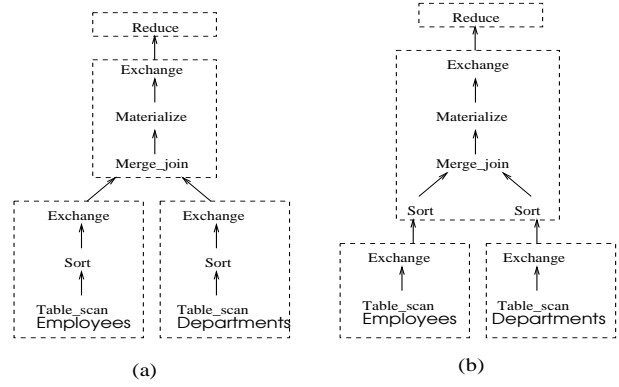 Reduce
Exchange
Materialize
Merge_join
Exchange
Exchange
Sort
Sort
Table_scan
Table_scan
Employees
Departments
(a)
Reduce
Exchange
Materialize
Merge_join
Sort
Sort
Exchange
Exchange
Table_scan
Table_scan
Employees
Departments
(b)